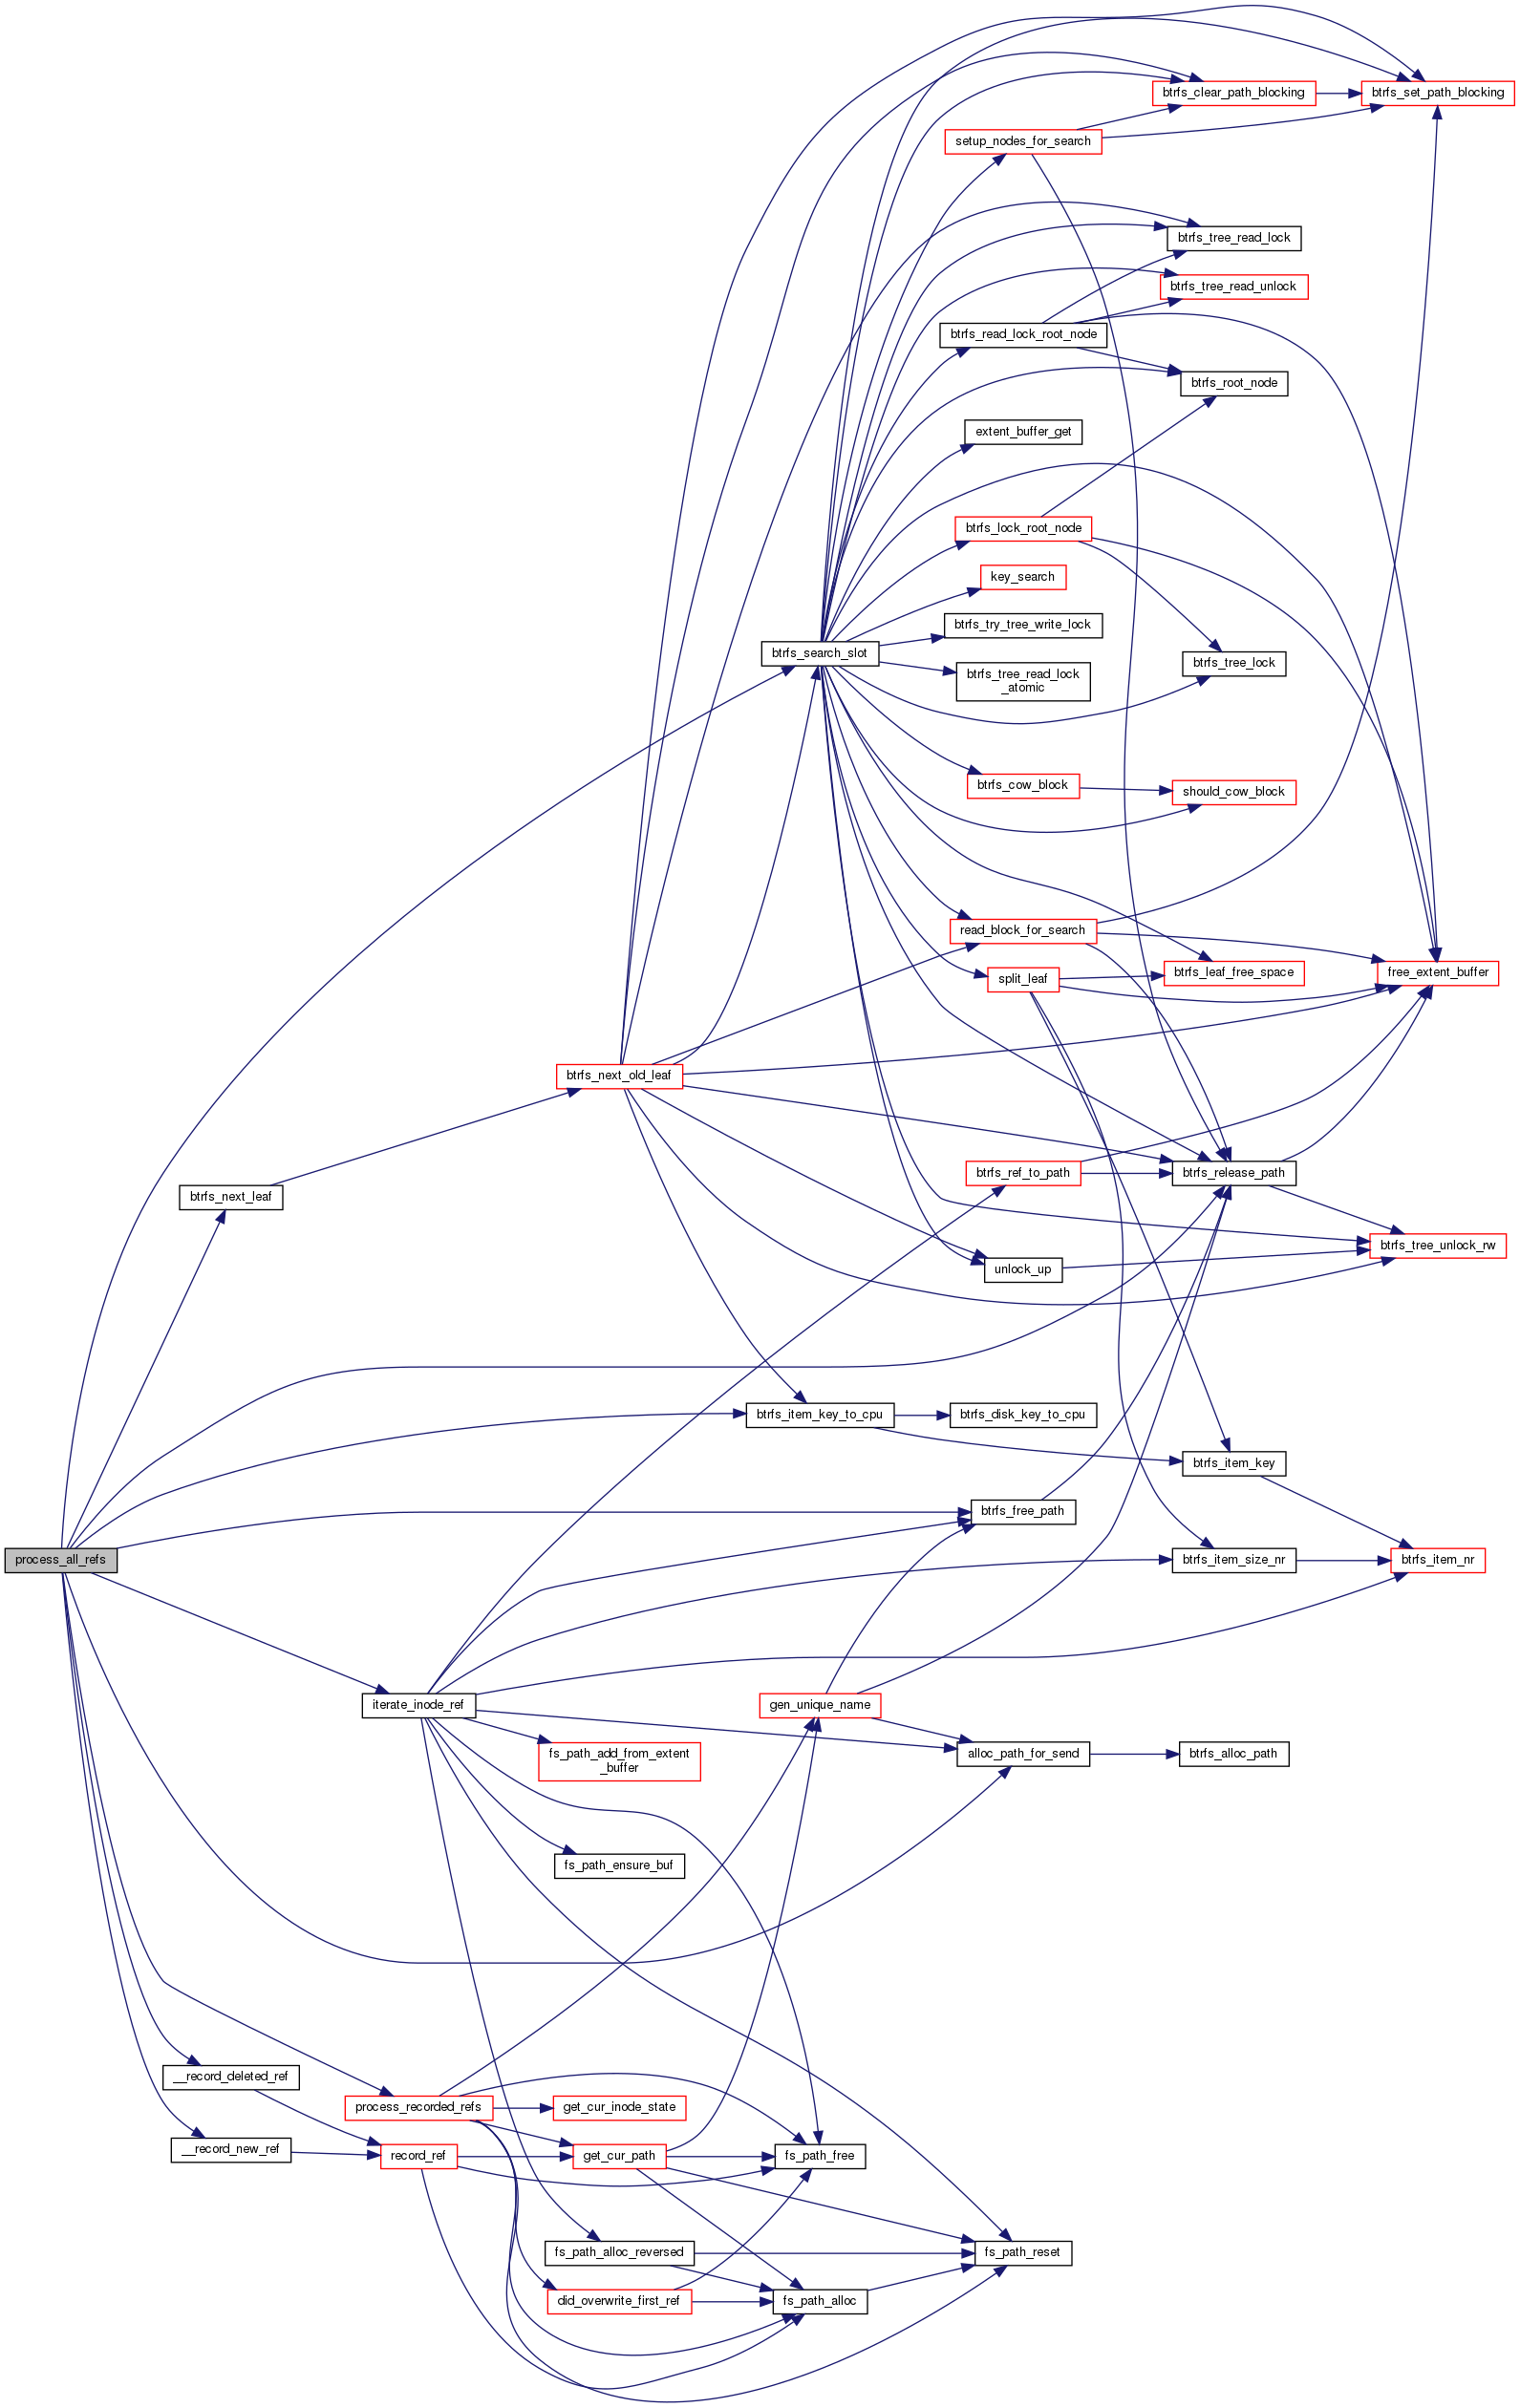 btrfs_clear_path_blocking
btrfs_set_path_blocking
setup_nodes_for_search
btrfs_tree_read_lock
btrfs_tree_read_unlock
btrfs_read_lock_root_node
btrfs_root_node
extent_buffer_get
btrfs_lock_root_node
key_search
btrfs_try_tree_write_lock
btrfs_search_slot
btrfs_tree_lock
btrfs_tree_read_lock
_atomic
btrfs_cow_block
should_cow_block
read_block_for_search
btrfs_leaf_free_space
free_extent_buffer
split_leaf
btrfs_next_old_leaf
btrfs_ref_to_path
btrfs_release_path
btrfs_next_leaf
btrfs_tree_unlock_rw
unlock_up
btrfs_item_key_to_cpu
btrfs_disk_key_to_cpu
btrfs_item_key
btrfs_free_path
process_all_refs
btrfs_item_size_nr
btrfs_item_nr
iterate_inode_ref
gen_unique_name
fs_path_add_from_extent
_buffer
alloc_path_for_send
btrfs_alloc_path
fs_path_ensure_buf
__record_deleted_ref
process_recorded_refs
get_cur_inode_state
__record_new_ref
record_ref
get_cur_path
fs_path_free
fs_path_alloc_reversed
fs_path_reset
did_overwrite_first_ref
fs_path_alloc